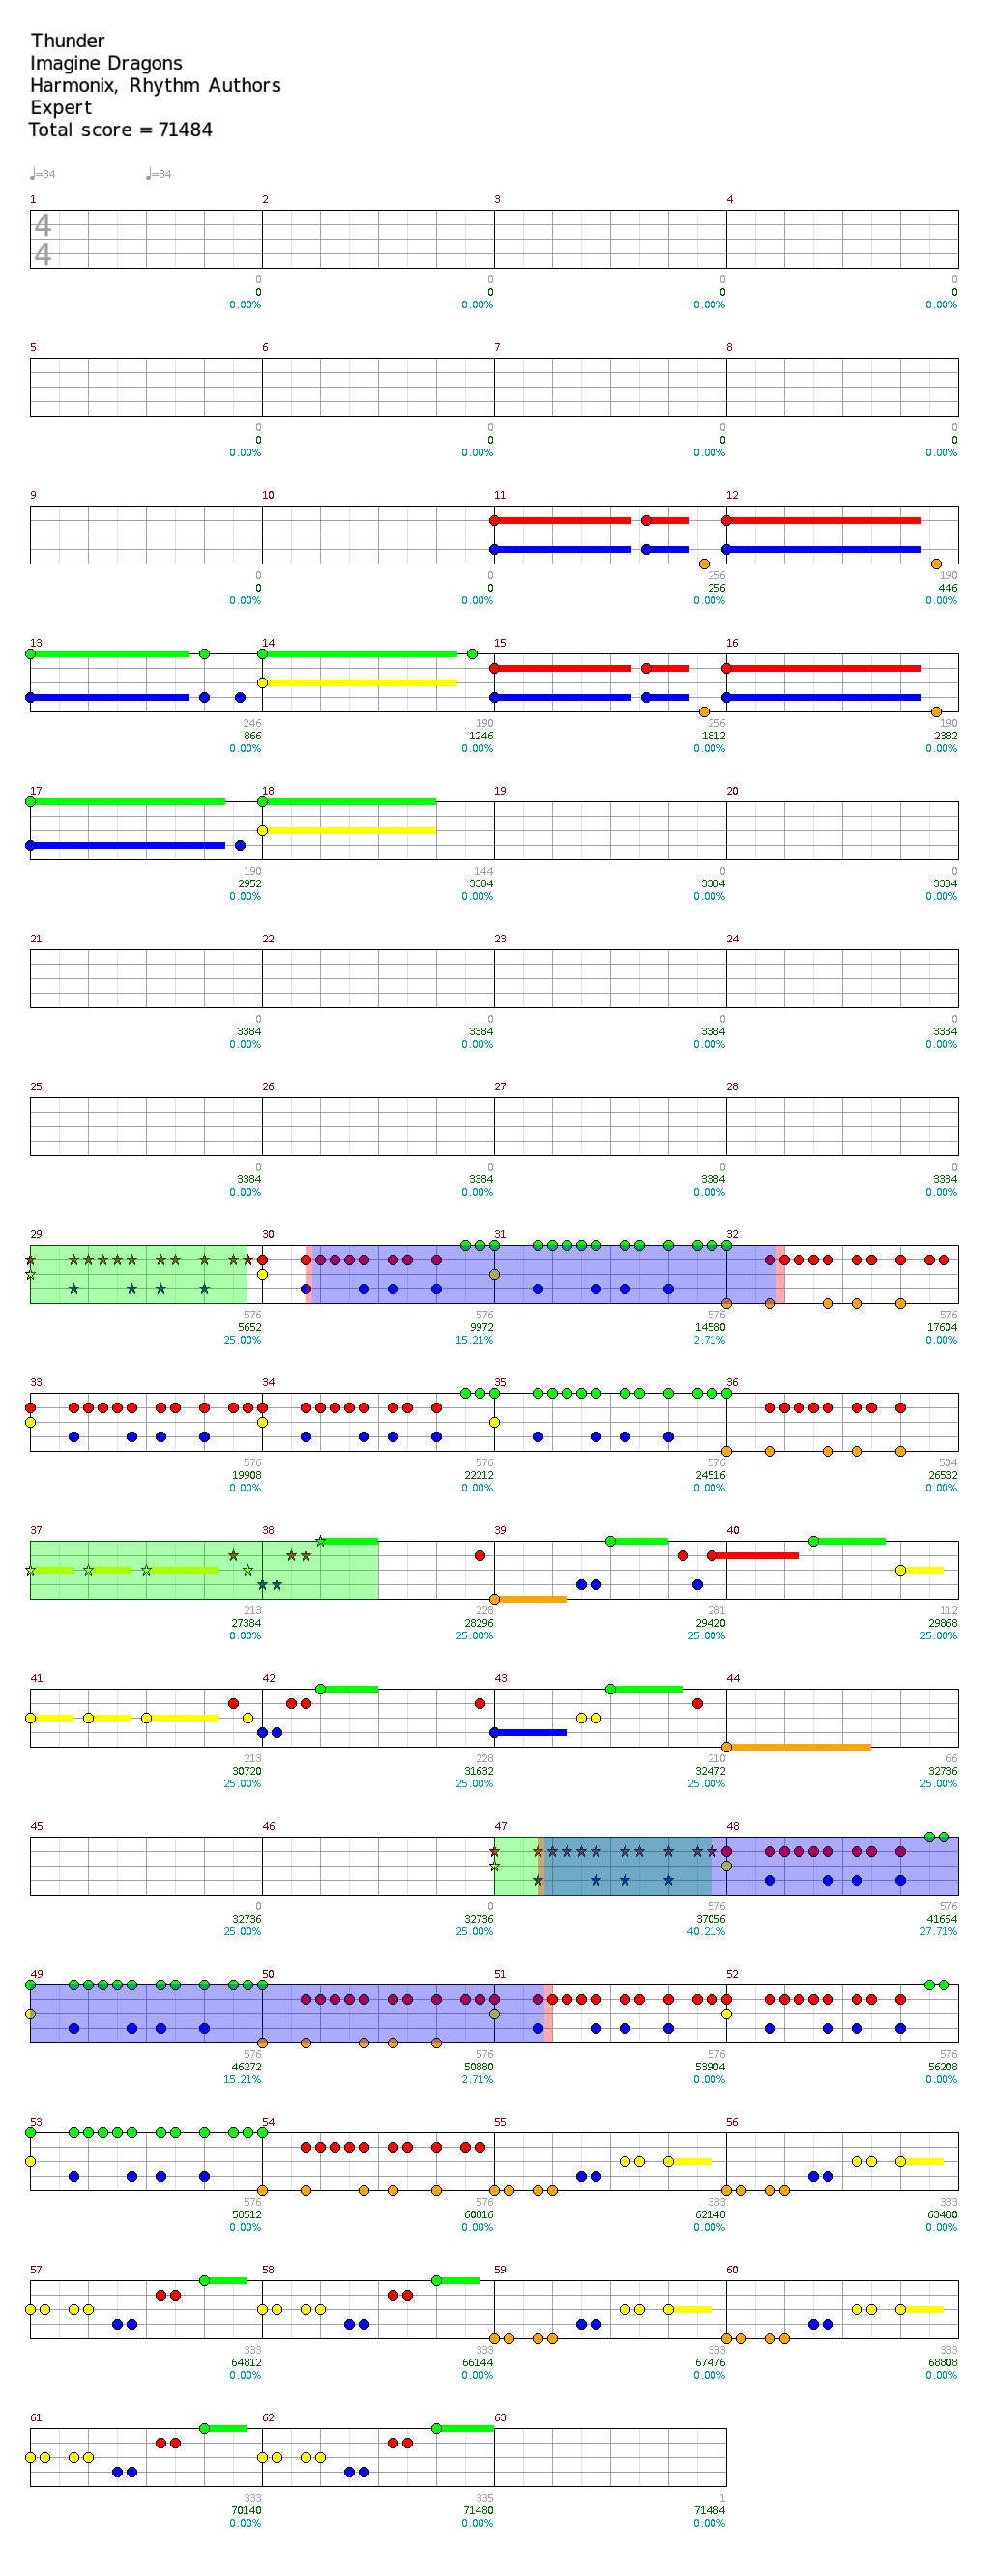 Thunder
Imagine Dragons
Harmonix, Rhythm Authors
Expert
Total score = 71484
♩=84 ♩=84
1 2 3 4
4
4
0 0 0 0
0 0 0 0
0.00% 0.00% 0.00% 0.00%
5 6 7 8
0 0 0 0
0 0 0 0
0.00% 0.00% 0.00% 0.00%
9 10 11 12
0 0 256 190
0 0 256 446
0.00% 0.00% 0.00% 0.00%
13 14 15 16
246 190 256 190
866 1246 1812 2382
0.00% 0.00% 0.00% 0.00%
17 18 19 20
190 144 0 0
2952 3384 3384 3384
0.00% 0.00% 0.00% 0.00%
21 22 23 24
0 0 0 0
3384 3384 3384 3384
0.00% 0.00% 0.00% 0.00%
25 26 27 28
0 0 0 0
3384 3384 3384 3384
0.00% 0.00% 0.00% 0.00%
29 30 31 32
576 576 576 576
5652 9972 14580 17604
25.00% 15.21% 2.71% 0.00%
33 34 35 36
576 576 576 504
19908 22212 24516 26532
0.00% 0.00% 0.00% 0.00%
37 38 39 40
213 228 281 112
27384 28296 29420 29868
0.00% 25.00% 25.00% 25.00%
41 42 43 44
213 228 210 66
30720 31632 32472 32736
25.00% 25.00% 25.00% 25.00%
45 46 47 48
0 0 576 576
32736 32736 37056 41664
25.00% 25.00% 40.21% 27.71%
49 50 51 52
576 576 576 576
46272 50880 53904 56208
15.21% 2.71% 0.00% 0.00%
53 54 55 56
576 576 333 333
58512 60816 62148 63480
0.00% 0.00% 0.00% 0.00%
57 58 59 60
333 333 333 333
64812 66144 67476 68808
0.00% 0.00% 0.00% 0.00%
61 62 63
333 335 1
70140 71480 71484
0.00% 0.00% 0.00%